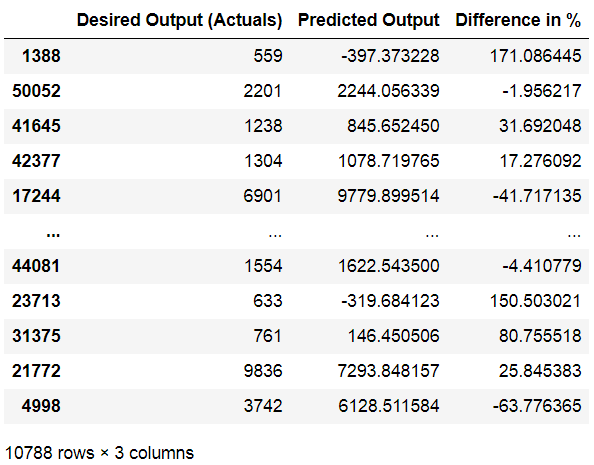 Desired Output (Actuals) Predicted Output Difference in %
1388 559 -397.373228 171.086445
50052 2201 2244.056339 -1.956217
41645 1238 845.652450 31.692048
42377 1304 1078.719765 17.276092
17244 6901 9779.899514 -41.717135
... ... ... ...
44081 1554 1622.543500 -4.410779
23713 633 -319.684123 150.503021
31375 761 146.450506 80.755518
21772 9836 7293.848157 25.845383
4998 3742 6128.511584 -63.776365
10788 rows × 3 columns